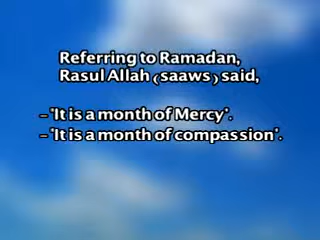 Referring to Ramadan,
Rasul Allah (saaws) said,
- 'It is a month of Mercy'.
- 'It is a month of compassion'.